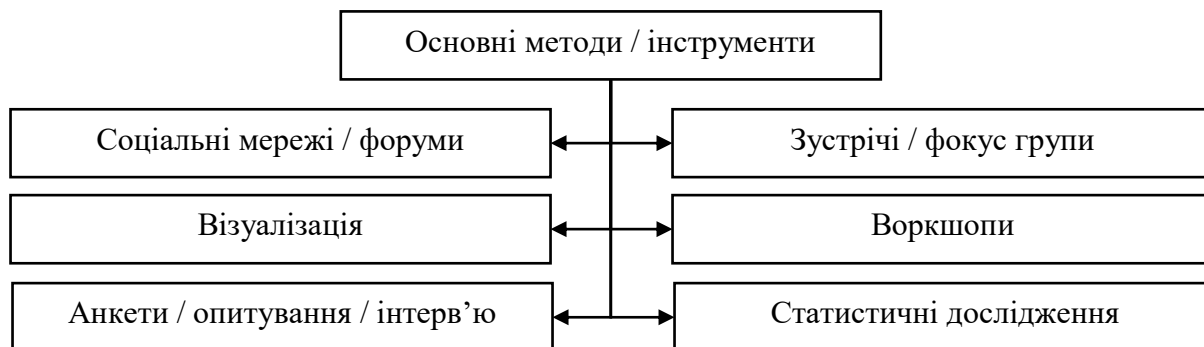 Основні методи / інструменти
Соціальні мережі / форуми
Зустрічі / фокус групи
Візуалізація
Воркшопи
Анкети / опитування / інтерв’ю
Статистичні дослідження